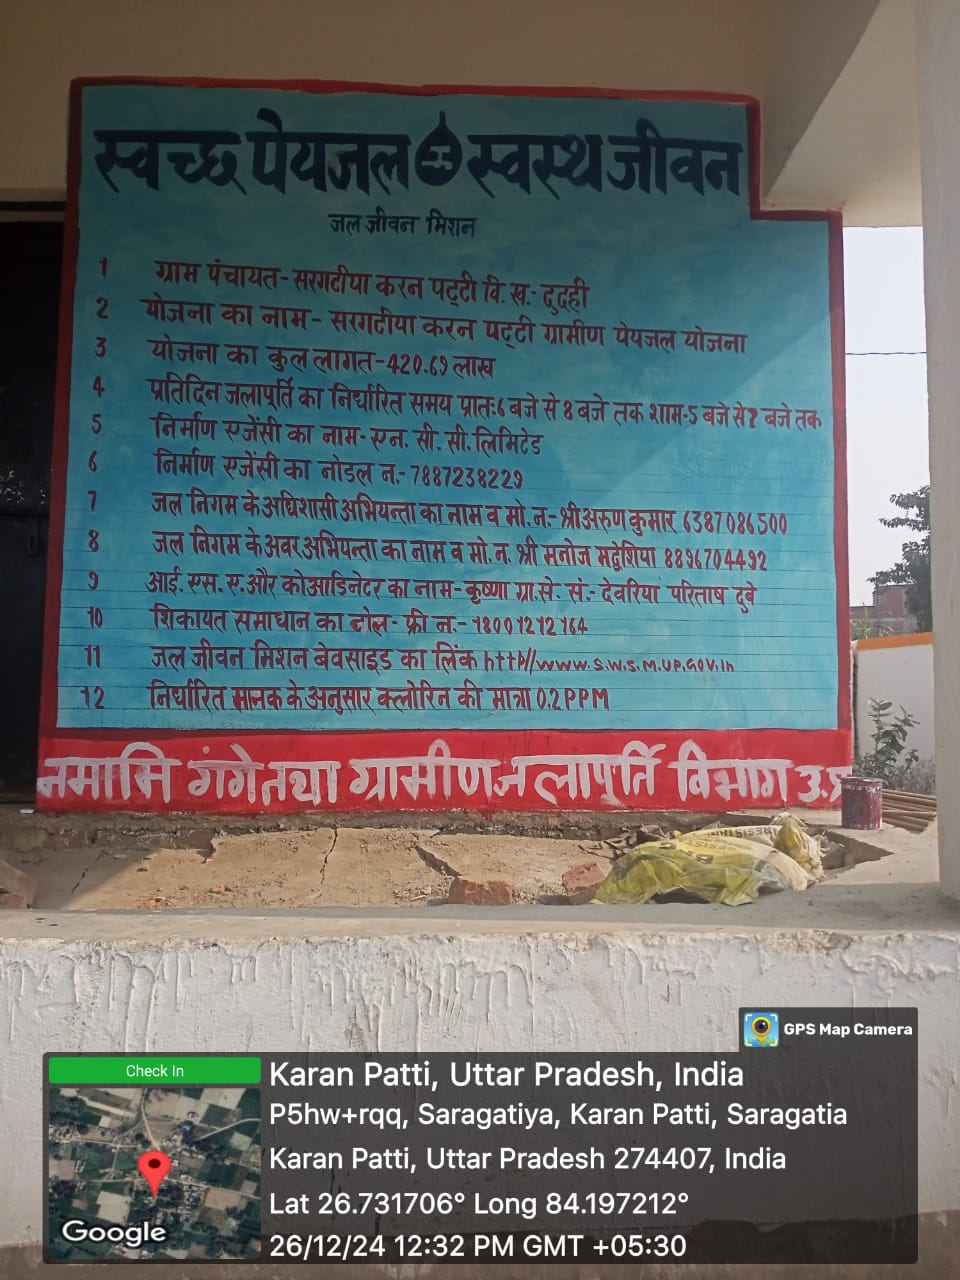 स्वच्छ पेयजल स्वस्थ जीवन
जल जीवन मिशन
1 ग्राम पंचायत- सरगटीया करन पट्टी वि. ख.- दुदही
2 योजना का नाम- सरगटीया करन पट्टी ग्रामीण पेयजल योजना
3 योजना का कुल लागत-420.69 लाख
4 प्रतिदिन जलापूर्ति का निर्धारित समय प्रातः6 बजे से 8 बजे तक शाम-5 बजे से7 बजे तक
5 निर्माण एजेंसी का नाम- एन. सी. सी. लिमिटेड
6 निर्माण एजेंसी का नोडल न.- 7887238229
7 जल निगम के अधिशासी अभियन्ता का नाम व मो. न.- श्री अरुण कुमार 6387086500
8 जल निगम के अवर अभियन्ता का नाम व मो. न. श्री मनोज मद्देशिया 8896704492
9 आई. एस. ए. और कोआडिनेटर का नाम- कृष्णा ग्रा. से. सं.- देवरिया परिताष दुबे
10 शिकायत समाधान का टोल- फ्री न.- 18001212164
11 जल जीवन मिशन बेवसाइड का लिंक http//www.s.w.s.m.up.gov.in
12 निर्धारित मानक के अनुसार क्लोरिन की मात्रा 0.2 PPM
नमामि गंगे तथा ग्रामीण जलापूर्ति विभाग उ.प्र
GPS Map Camera
Check In
Karan Patti, Uttar Pradesh, India
P5hw+rqq, Saragatiya, Karan Patti, Saragatia
Karan Patti, Uttar Pradesh 274407, India
Lat 26.731706° Long 84.197212°
26/12/24 12:32 PM GMT +05:30
Google